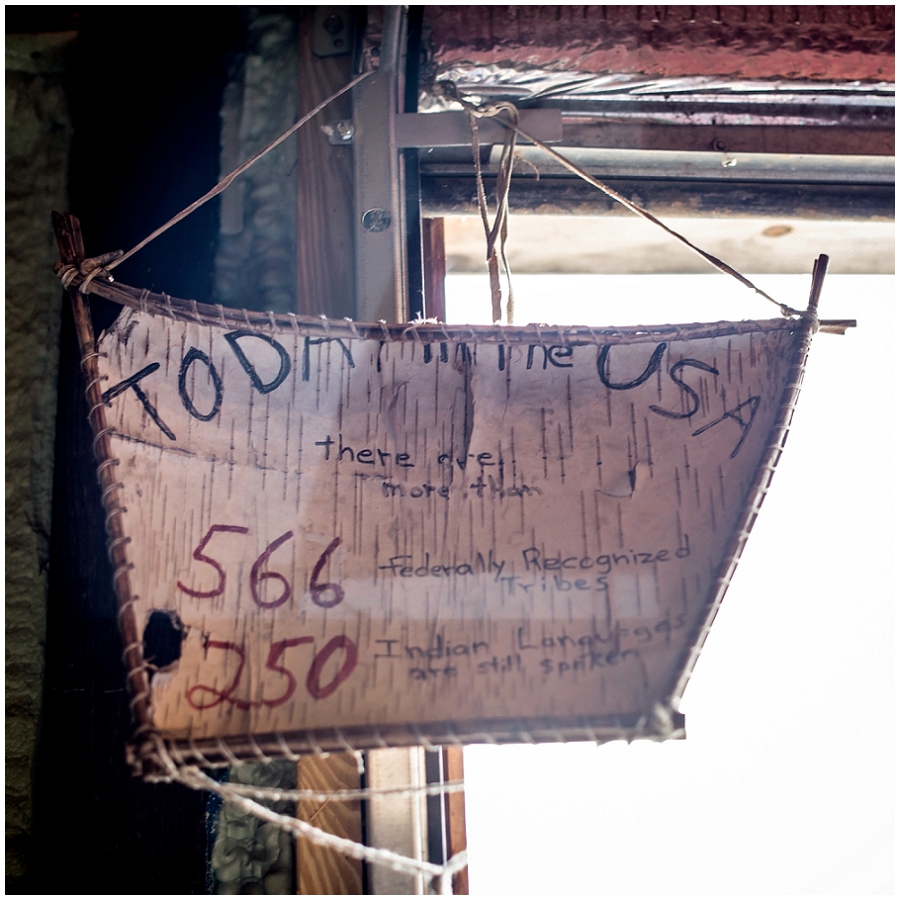 TODAY in The USA
there are
more than
566 Federally Recognized
Tribes
250 Indian Languages
are still spoken